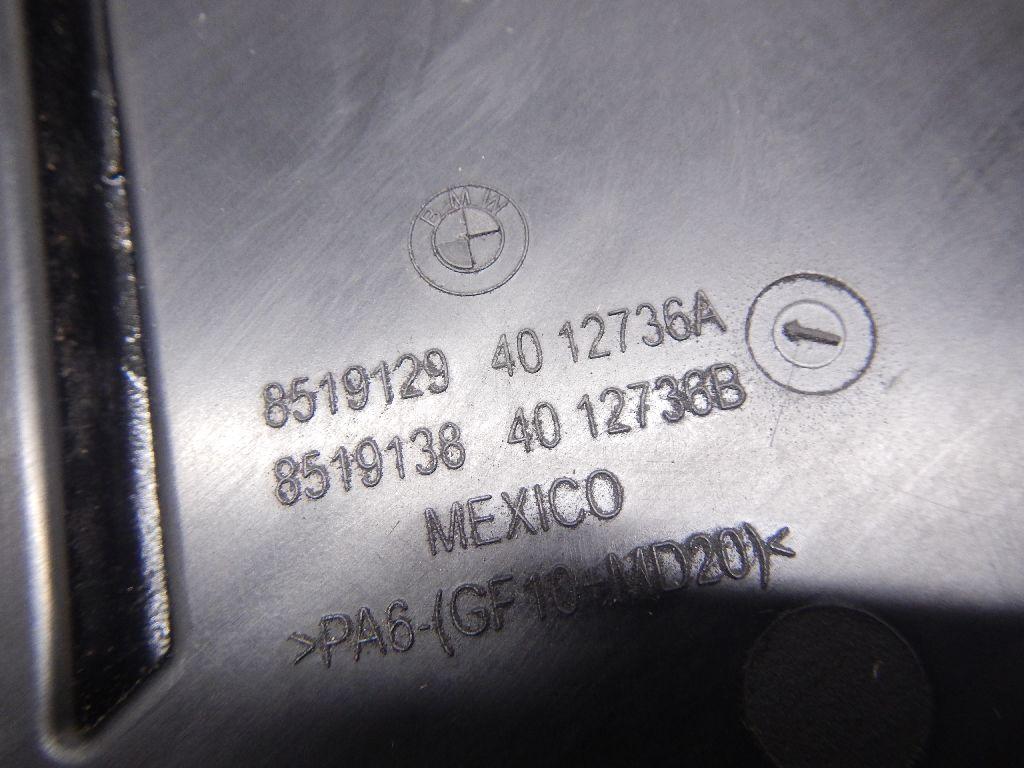 BMW
8519129 40 12736A
8519138 40 12736B
MEXICO
>PA6-(GF10+MD20)<